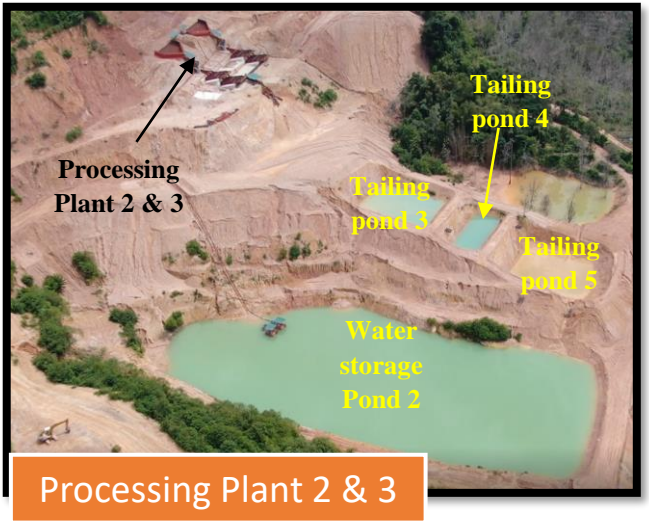 Tailing
pond 4
Processing
Plant 2 & 3
Tailing
pond 3
Tailing
pond 5
Water
storage
Pond 2
Processing Plant 2 & 3